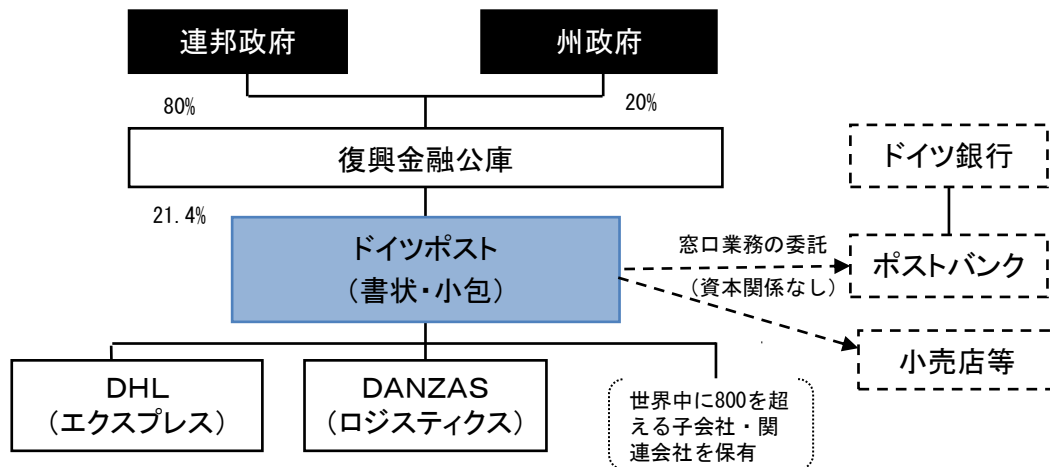 連邦政府
州政府
80%
20%
復興金融公庫
ドイツ銀行
21.4%
ドイツポスト
(書状・小包)
窓口業務の委託
(資本関係なし)
ポストバンク
小売店等
DHL
(エクスプレス)
DANZAS
(ロジスティクス)
世界中に800を超
える子会社・関
連会社を保有